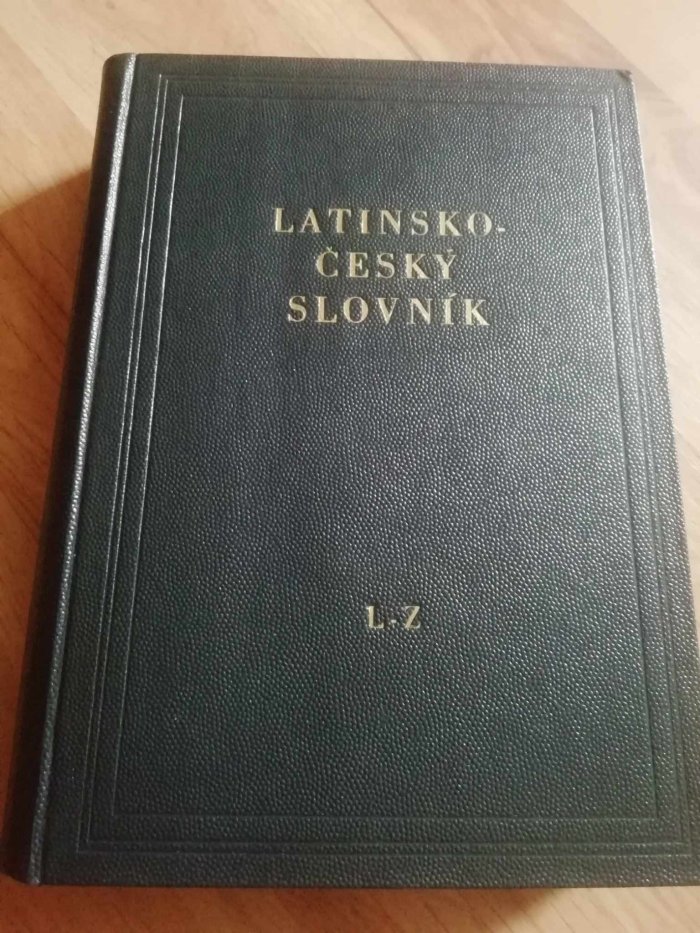 LATINSKO-
ČESKÝ
SLOVNÍK
L-Z